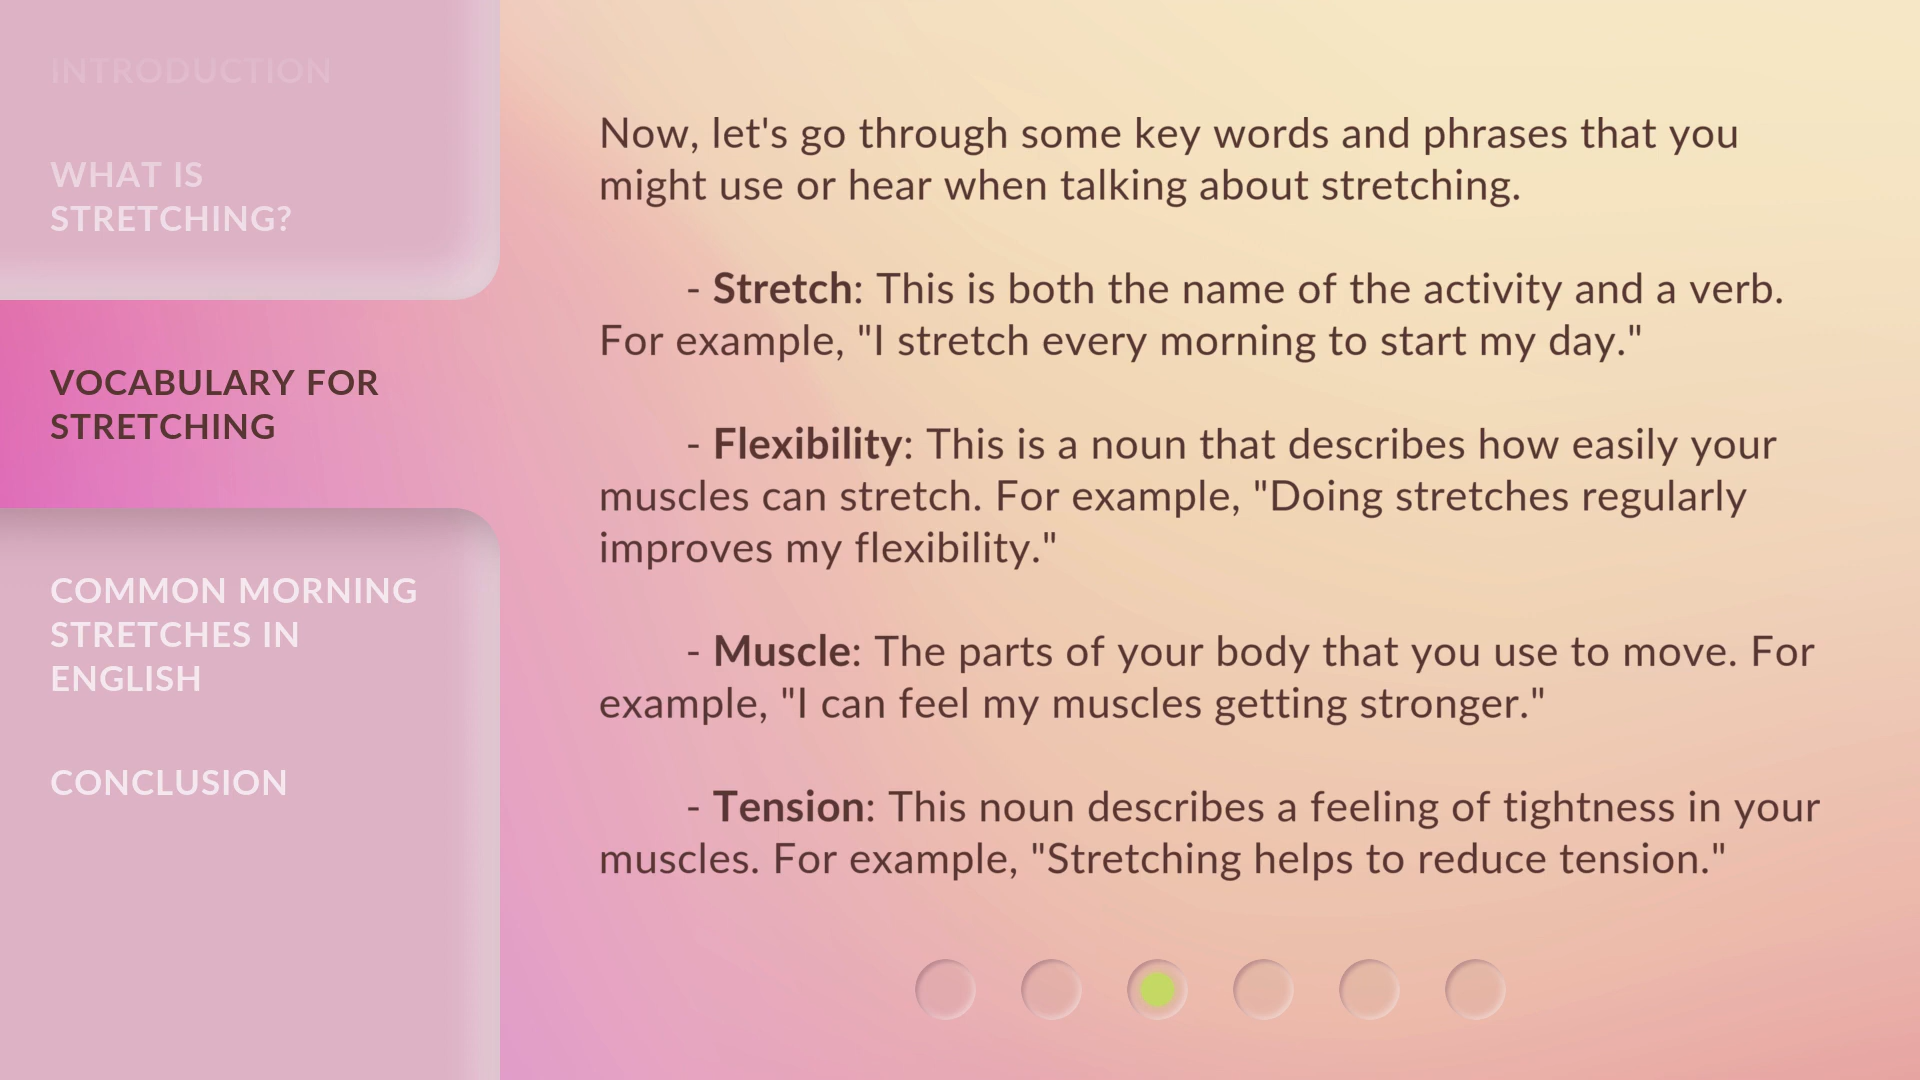 INTRODUCTION
WHAT IS
STRETCHING?
VOCABULARY FOR
STRETCHING
COMMON MORNING
STRETCHES IN
ENGLISH
CONCLUSION
Now, let's go through some key words and phrases that you
might use or hear when talking about stretching.
- Stretch: This is both the name of the activity and a verb.
For example, "I stretch every morning to start my day."
- Flexibility: This is a noun that describes how easily your
muscles can stretch. For example, "Doing stretches regularly
improves my flexibility."
- Muscle: The parts of your body that you use to move. For
example, "I can feel my muscles getting stronger."
- Tension: This noun describes a feeling of tightness in your
muscles. For example, "Stretching helps to reduce tension."